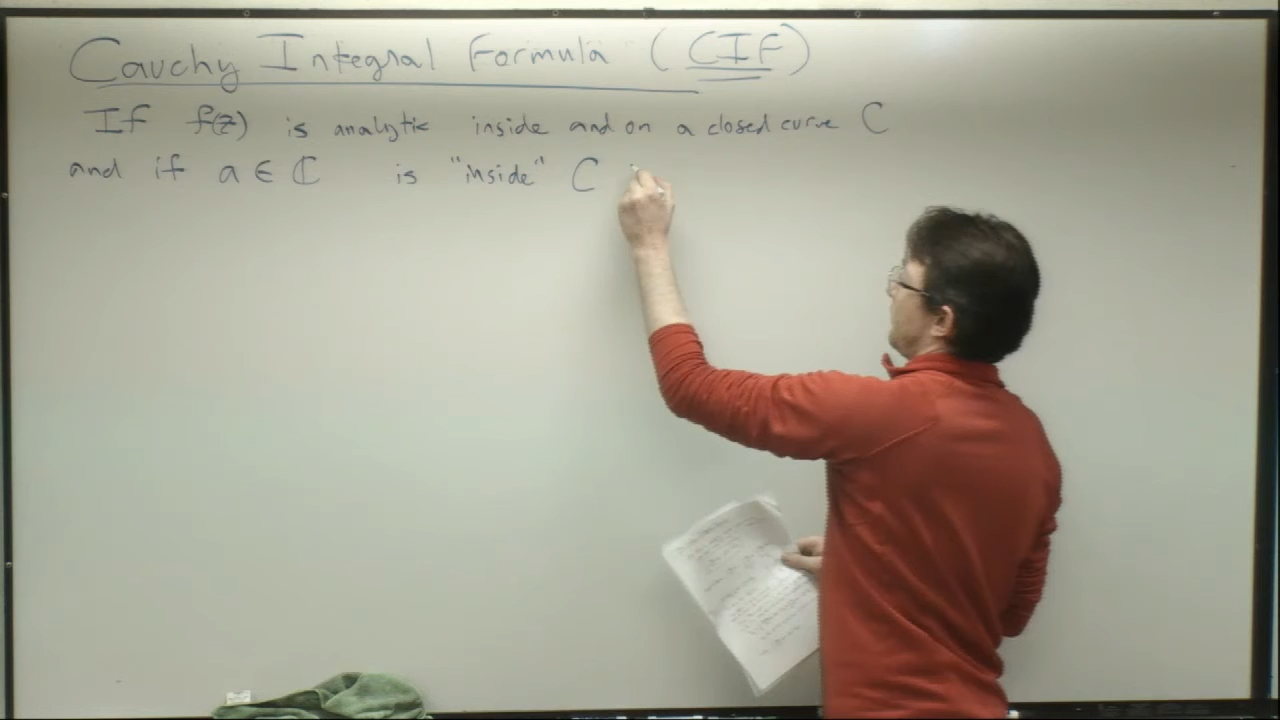 Cauchy Integral Formula (CIF)
If f(z) is analytic inside and on a closed curve C
and if a ∈ ℂ is "inside" C